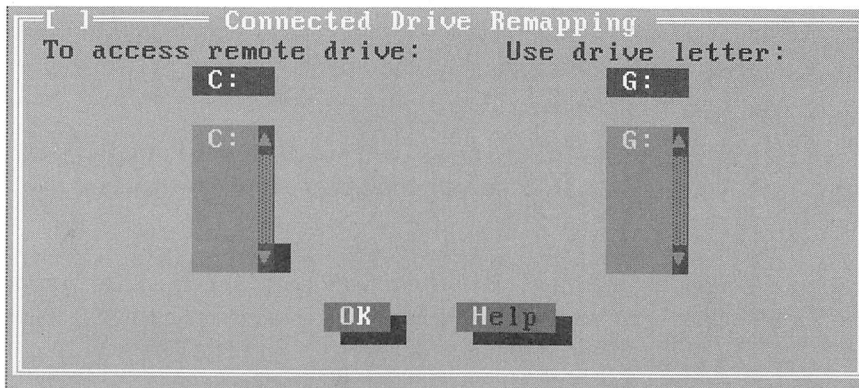 [ ] Connected Drive Remapping
To access remote drive: Use drive letter:
C: G:
C: G:
OK Help